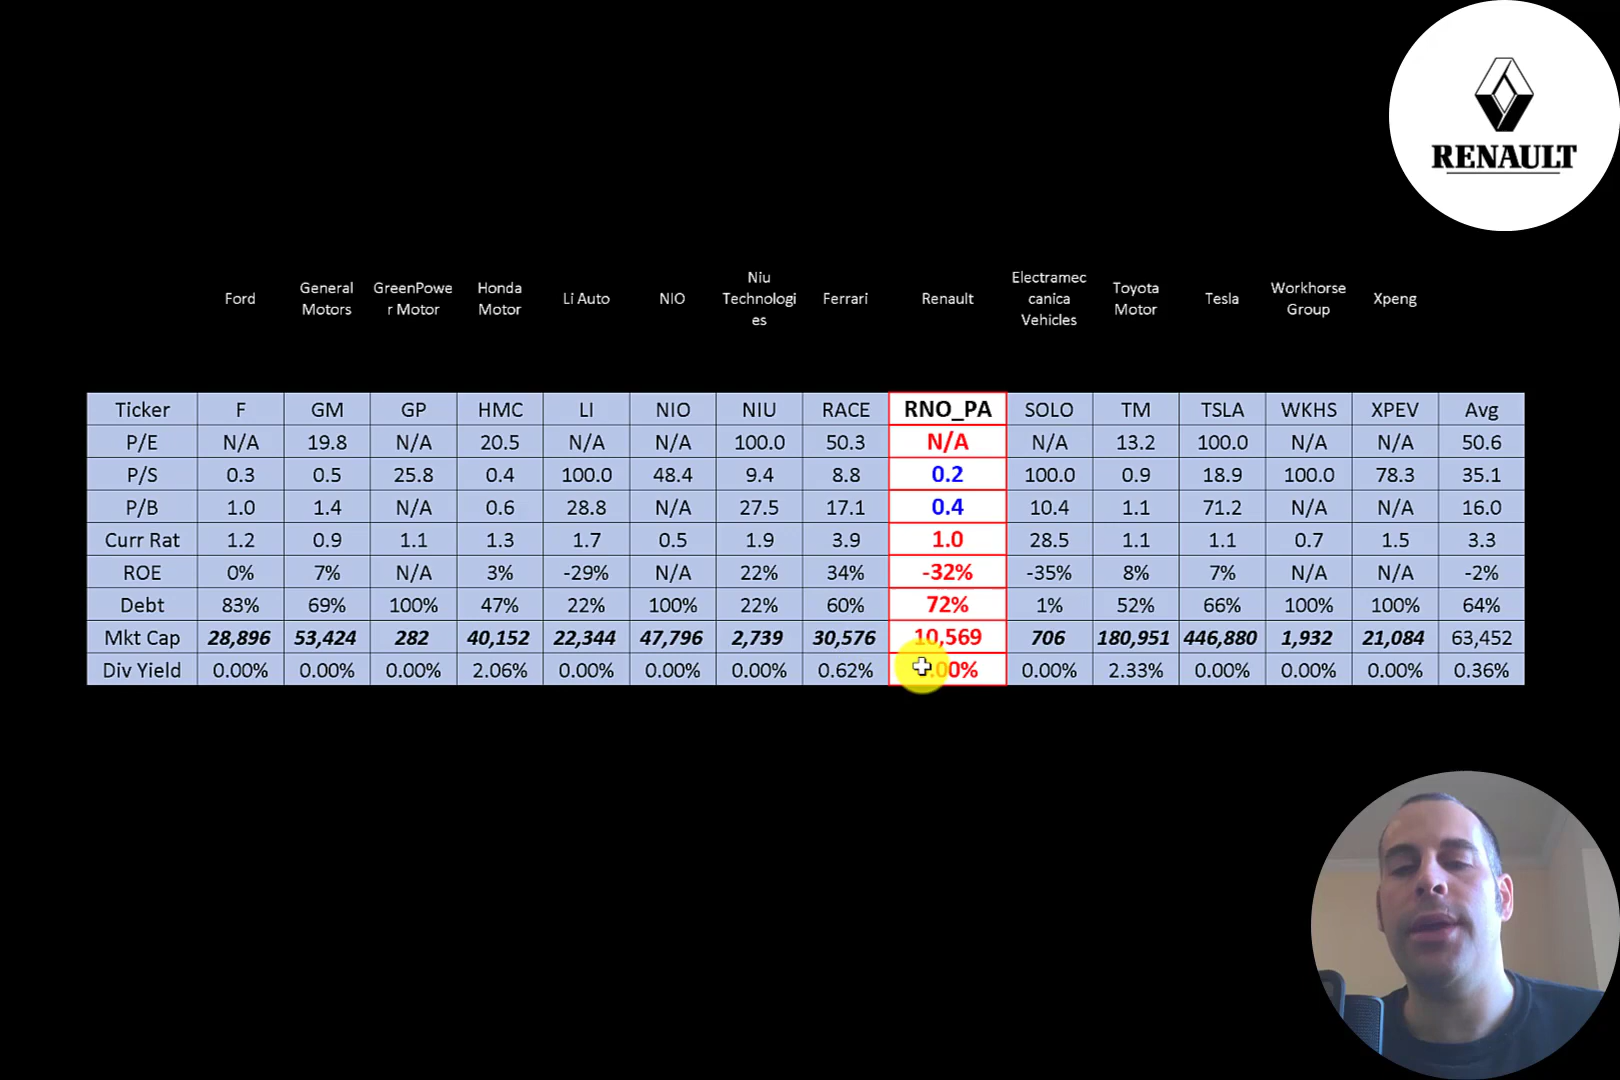 RENAULT
Ford General Motors GreenPowe r Motor Honda Motor Li Auto NIO Niu Technologi es Ferrari Renault Electramec canica Vehicles Toyota Motor Tesla Workhorse Group Xpeng
Ticker F GM GP HMC LI NIO NIU RACE RNO_PA SOLO TM TSLA WKHS XPEV Avg
P/E N/A 19.8 N/A 20.5 N/A N/A 100.0 50.3 N/A N/A 13.2 100.0 N/A N/A 50.6
P/S 0.3 0.5 25.8 0.4 100.0 48.4 9.4 8.8 0.2 100.0 0.9 18.9 100.0 78.3 35.1
P/B 1.0 1.4 N/A 0.6 28.8 N/A 27.5 17.1 0.4 10.4 1.1 71.2 N/A N/A 16.0
Curr Rat 1.2 0.9 1.1 1.3 1.7 0.5 1.9 3.9 1.0 28.5 1.1 1.1 0.7 1.5 3.3
ROE 0% 7% N/A 3% -29% N/A 22% 34% -32% -35% 8% 7% N/A N/A -2%
Debt 83% 69% 100% 47% 22% 100% 22% 60% 72% 1% 52% 66% 100% 100% 64%
Mkt Cap 28,896 53,424 282 40,152 22,344 47,796 2,739 30,576 10,569 706 180,951 446,880 1,932 21,084 63,452
Div Yield 0.00% 0.00% 0.00% 2.06% 0.00% 0.00% 0.00% 0.62% .00% 0.00% 2.33% 0.00% 0.00% 0.00% 0.36%